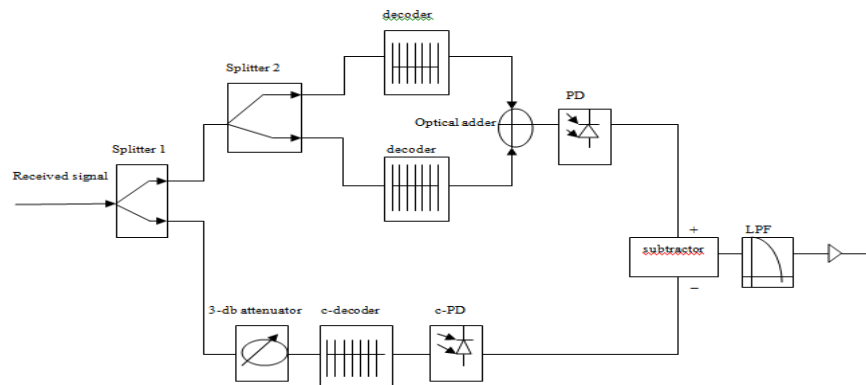 decoder
Splitter 2
PD
Optical adder
Splitter 1
decoder
Received signal
+
LPF
subtractor
−
3-db attenuator
c-decoder
c-PD